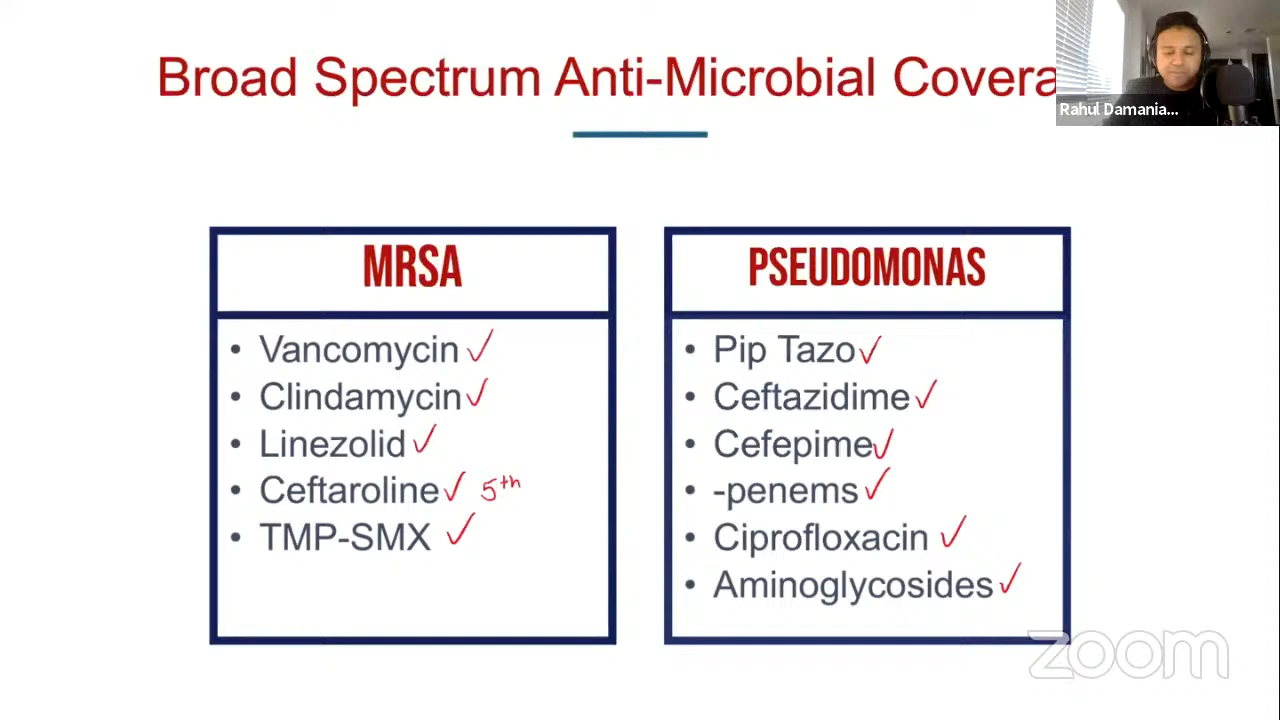 Broad Spectrum Anti-Microbial Covera
Rahul Damania...
MRSA
• Vancomycin ✓
• Clindamycin ✓
• Linezolid ✓
• Ceftaroline ✓ 5th
• TMP-SMX ✓
PSEUDOMONAS
• Pip Tazo ✓
• Ceftazidime ✓
• Cefepime ✓
• -penems ✓
• Ciprofloxacin ✓
• Aminoglycosides ✓
zoom